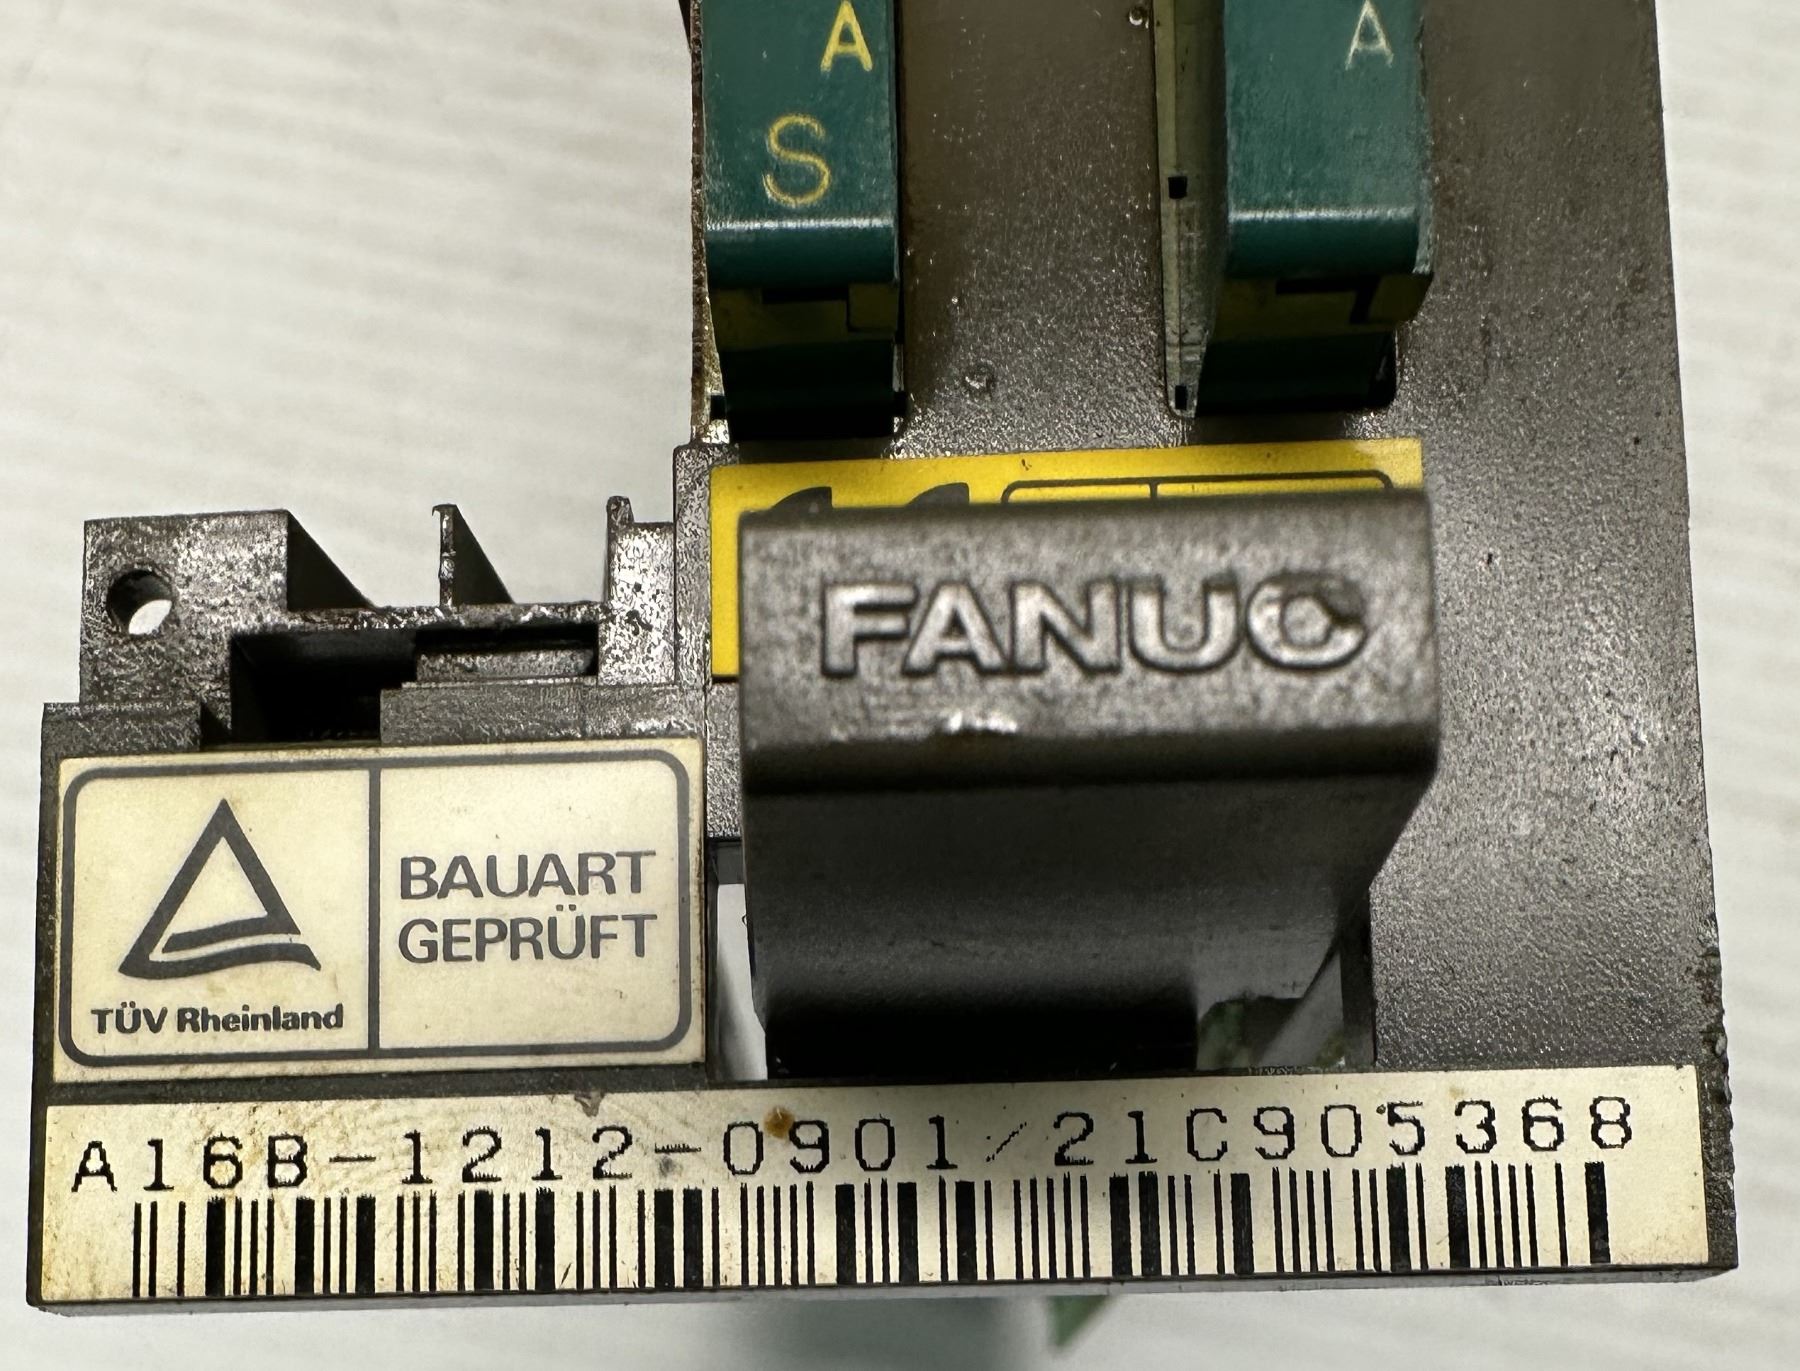 A
A
S
FANUC
BAUART
GEPRÜFT
TÜV Rheinland
A16B-1212-0901/21C905368